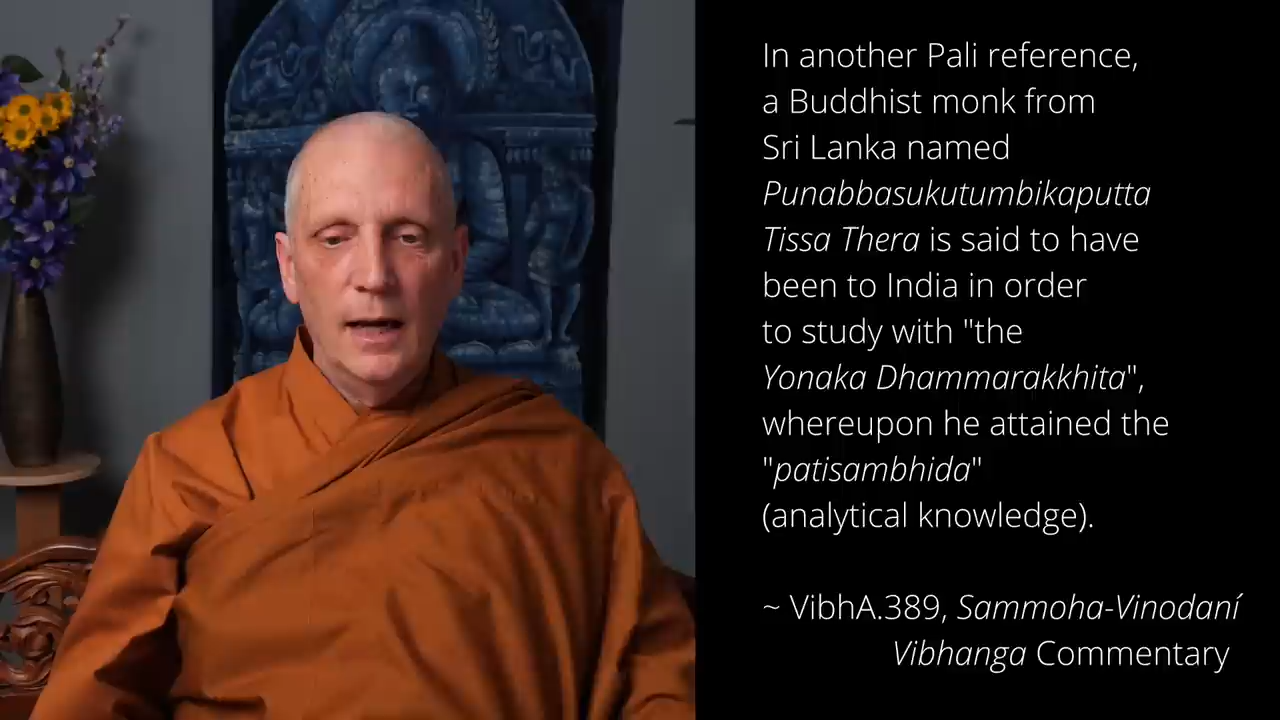 In another Pali reference,
a Buddhist monk from
Sri Lanka named
Punabbasukutumbikaputta
Tissa Thera is said to have
been to India in order
to study with "the
Yonaka Dhammarakkhita",
whereupon he attained the
"patisambhida"
(analytical knowledge).
~ VibhA.389, Sammoha-Vinodaní
Vibhanga Commentary